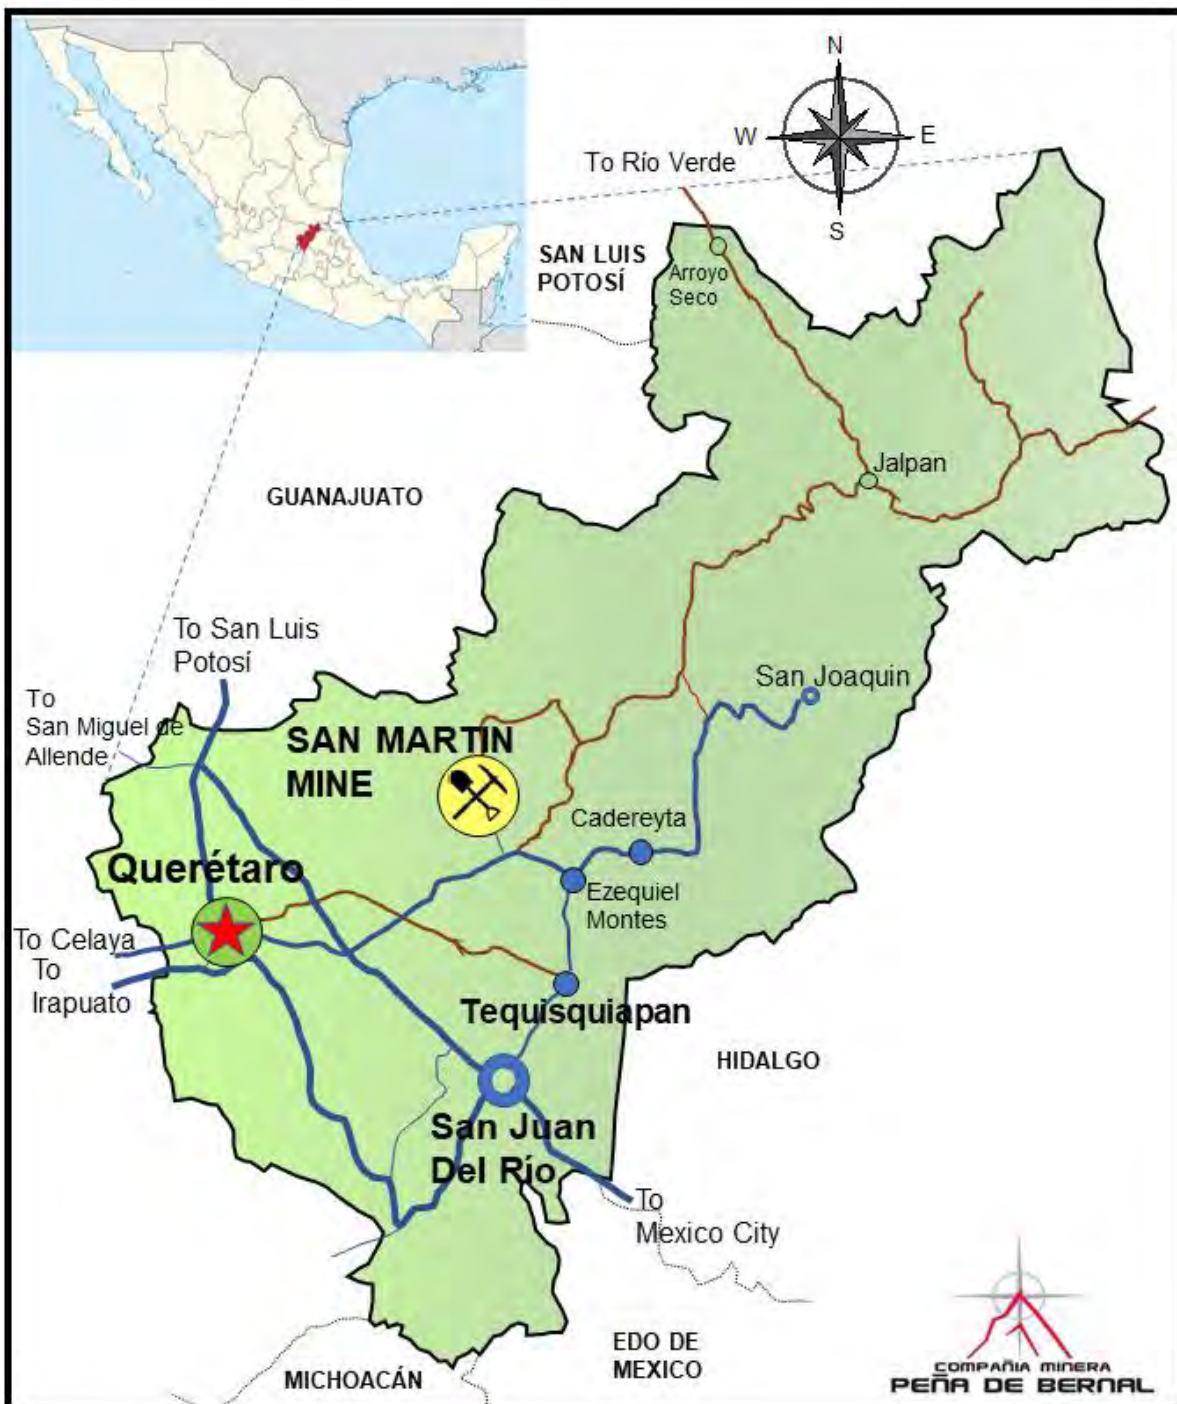 N
W
E
S
To Río Verde
SAN LUIS
POTOSÍ
Arroyo
Seco
Jalpan
GUANAJUATO
To San Luis
Potosí
San Joaquin
To
San Miguel de
Allende
SAN MARTIN
MINE
Cadereyta
Querétaro
Ezequiel
Montes
To Celaya
To
Irapuato
Tequisquiapan
HIDALGO
San Juan
Del Río
To
Mexico City
EDO DE
MEXICO
MICHOACÁN
COMPAÑIA MINERA
PEÑA DE BERNAL